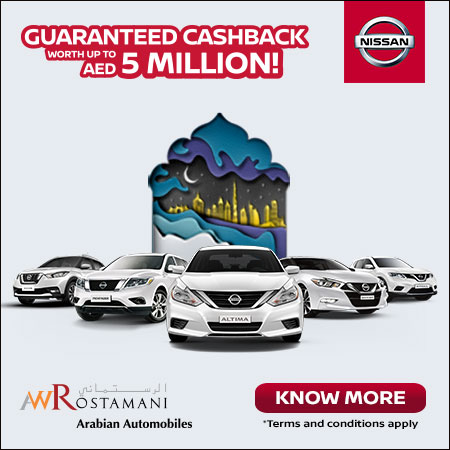 GUARANTEED CASHBACK
WORTH UP TO
AED 5 MILLION!
NISSAN
ALTIMA
الرستماني
AWROSTAMANI
Arabian Automobiles
KNOW MORE
*Terms and conditions apply